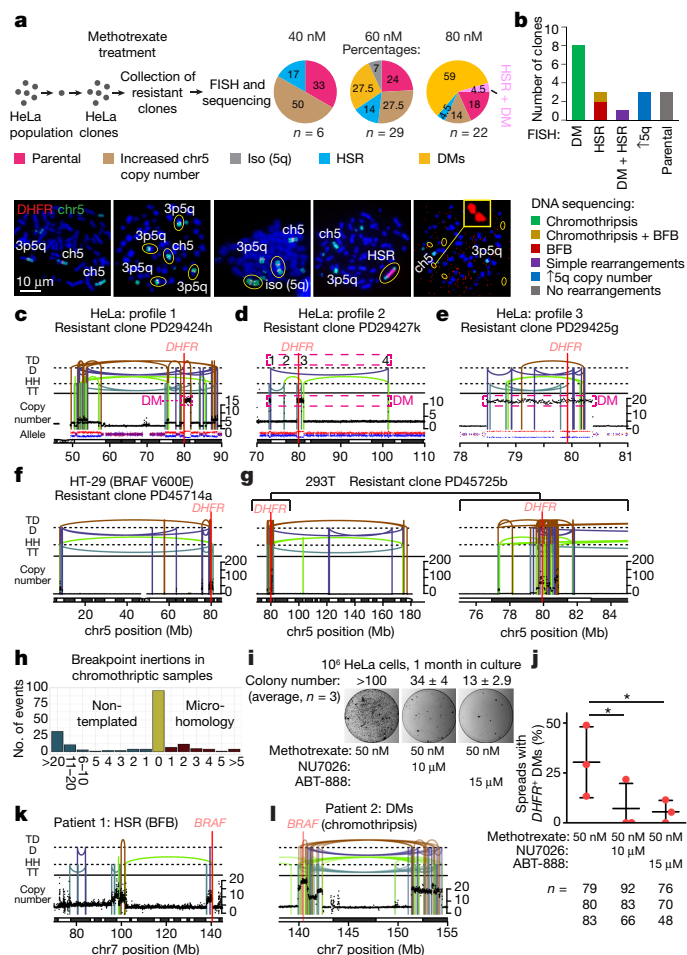 a
Methotrexate treatment
HeLa population
HeLa clones
Collection of resistant clones
FISH and sequencing
40 nM
60 nM
80 nM
Percentages:
17
33
50
n = 6
7
24
27.5
14
27.5
n = 29
59
4.5
18
14
4.5
HSR + DM
n = 22
Parental
Increased chr5 copy number
Iso (5q)
HSR
DMs
b
Number of clones
10
8
6
4
2
0
FISH:
DM
HSR
DM + HSR
↑5q
Parental
DNA sequencing:
Chromothripsis
Chromothripsis + BFB
BFB
Simple rearrangements
↑5q copy number
No rearrangements
DHFR chr5
3p5q
ch5
ch5
10 μm
3p5q
3p5q
ch5
3p5q
ch5
3p5q
ch5
iso (5q)
ch5
HSR
3p5q
ch5
3p5q
c
HeLa: profile 1
Resistant clone PD29424h
DHFR
TD
D
HH
TT
DM
15
10
5
0
Copy number
Allele
50 60 70 80 90
d
HeLa: profile 2
Resistant clone PD29427k
DHFR
1 2 3 4
DM
10
5
0
70 80 90 100 110
e
HeLa: profile 3
Resistant clone PD29425g
DHFR
DM
20
10
0
78 79 80 81
f
HT-29 (BRAF V600E)
Resistant clone PD45714a
DHFR
TD
D
HH
TT
Copy number
200
100
0
20 40 60 80
chr5 position (Mb)
g
293T Resistant clone PD45725b
DHFR
200
100
0
80 100 120 140 160 180
chr5 position (Mb)
DHFR
200
100
0
76 78 80 82 84
chr5 position (Mb)
h
Breakpoint inertions in chromothriptic samples
No. of events
100
75
50
25
0
Non-templated
Micro-homology
>20 11–20 6–10 5 4 3 2 1 0 1 2 3 4 5 >5
i
10⁶ HeLa cells, 1 month in culture
Colony number: >100 34 ± 4 13 ± 2.9
(average, n = 3)
Methotrexate: 50 nM 50 nM 50 nM
NU7026: 10 μM
ABT-888: 15 μM
j
Spreads with DHFR⁺ DMs (%)
50
25
0
*
*
Methotrexate: 50 nM 50 nM 50 nM
NU7026: 10 μM
ABT-888: 15 μM
n = 79 92 76
80 83 70
83 66 48
k
Patient 1: HSR (BFB)
BRAF
TD
D
HH
TT
Copy number
20
10
0
80 100 120 140
chr7 position (Mb)
l
Patient 2: DMs (chromothripsis)
BRAF
20
10
0
140 145 150 155
chr7 position (Mb)